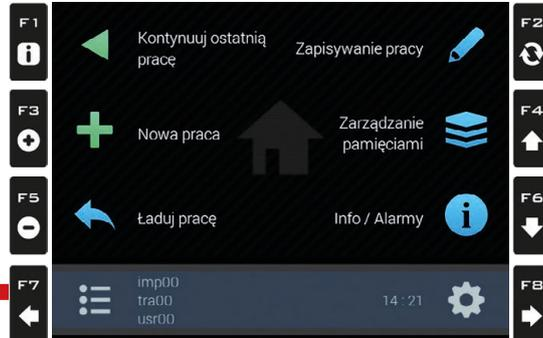 F1
F2
Kontynuuj ostatnią
pracę
Zapisywanie pracy
F3
F4
Nowa praca
Zarządzanie
pamięciami
F5
F6
Ładuj pracę
Info / Alarmy
F7
F8
imp00
tra00
usr00
14 : 21